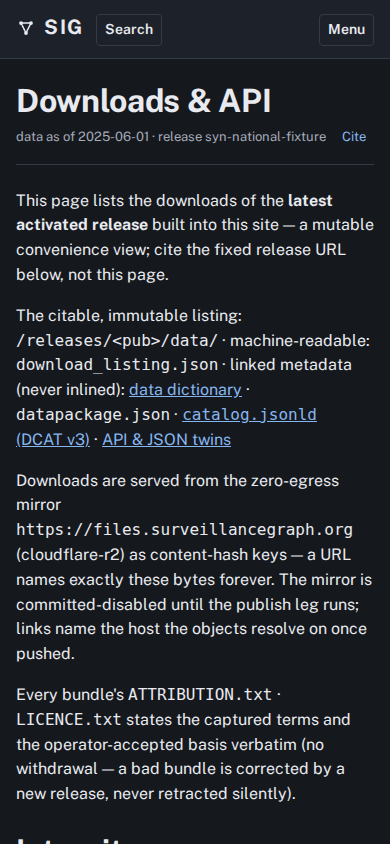 SIG
Search
Menu
Downloads & API
data as of 2025-06-01 · release syn-national-fixture
Cite
This page lists the downloads of the latest
activated release built into this site — a mutable
convenience view; cite the fixed release URL
below, not this page.
The citable, immutable listing:
/releases/<pub>/data/ · machine-readable:
download_listing.json · linked metadata
(never inlined): data dictionary ·
datapackage.json · catalog.jsonld
(DCAT v3) · API & JSON twins
Downloads are served from the zero-egress
mirror
https://files.surveillancegraph.org
(cloudflare-r2) as content-hash keys — a URL
names exactly these bytes forever. The mirror is
committed-disabled until the publish leg runs;
links name the host the objects resolve on once
pushed.
Every bundle's ATTRIBUTION.txt ·
LICENCE.txt states the captured terms and
the operator-accepted basis verbatim (no
withdrawal — a bad bundle is corrected by a
new release, never retracted silently).